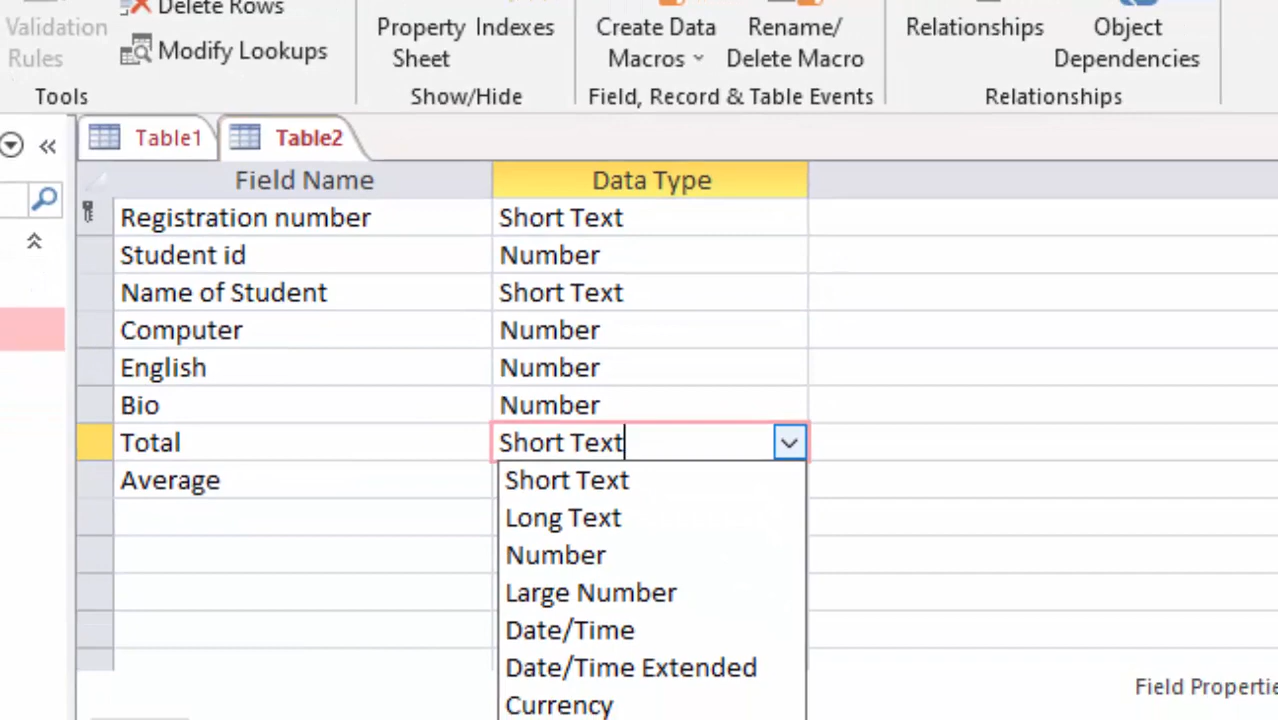 Delete Rows
Validation Rules
Modify Lookups
Property Sheet
Indexes
Create Data Macros
Rename/ Delete Macro
Relationships
Object Dependencies
Tools
Show/Hide
Field, Record & Table Events
Relationships
Table1
Table2
Field Name
Data Type
Registration number
Short Text
Student id
Number
Name of Student
Short Text
Computer
Number
English
Number
Bio
Number
Total
Short Text
Average
Short Text
Long Text
Number
Large Number
Date/Time
Date/Time Extended
Currency
Field Propertie